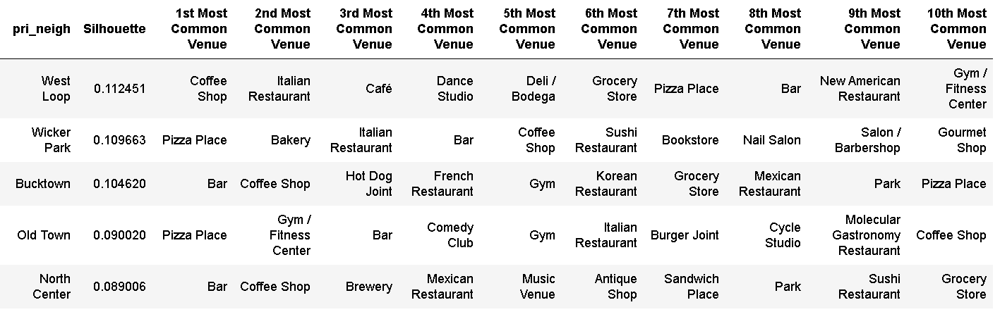 pri_neigh Silhouette 1st Most Common Venue 2nd Most Common Venue 3rd Most Common Venue 4th Most Common Venue 5th Most Common Venue 6th Most Common Venue 7th Most Common Venue 8th Most Common Venue 9th Most Common Venue 10th Most Common Venue
West Loop 0.112451 Coffee Shop Italian Restaurant Café Dance Studio Deli / Bodega Grocery Store Pizza Place Bar New American Restaurant Gym / Fitness Center
Wicker Park 0.109663 Pizza Place Bakery Italian Restaurant Bar Coffee Shop Sushi Restaurant Bookstore Nail Salon Salon / Barbershop Gourmet Shop
Bucktown 0.104620 Bar Coffee Shop Hot Dog Joint French Restaurant Gym Korean Restaurant Grocery Store Mexican Restaurant Park Pizza Place
Old Town 0.090020 Pizza Place Gym / Fitness Center Bar Comedy Club Gym Italian Restaurant Burger Joint Cycle Studio Molecular Gastronomy Restaurant Coffee Shop
North Center 0.089006 Bar Coffee Shop Brewery Mexican Restaurant Music Venue Antique Shop Sandwich Place Park Sushi Restaurant Grocery Store